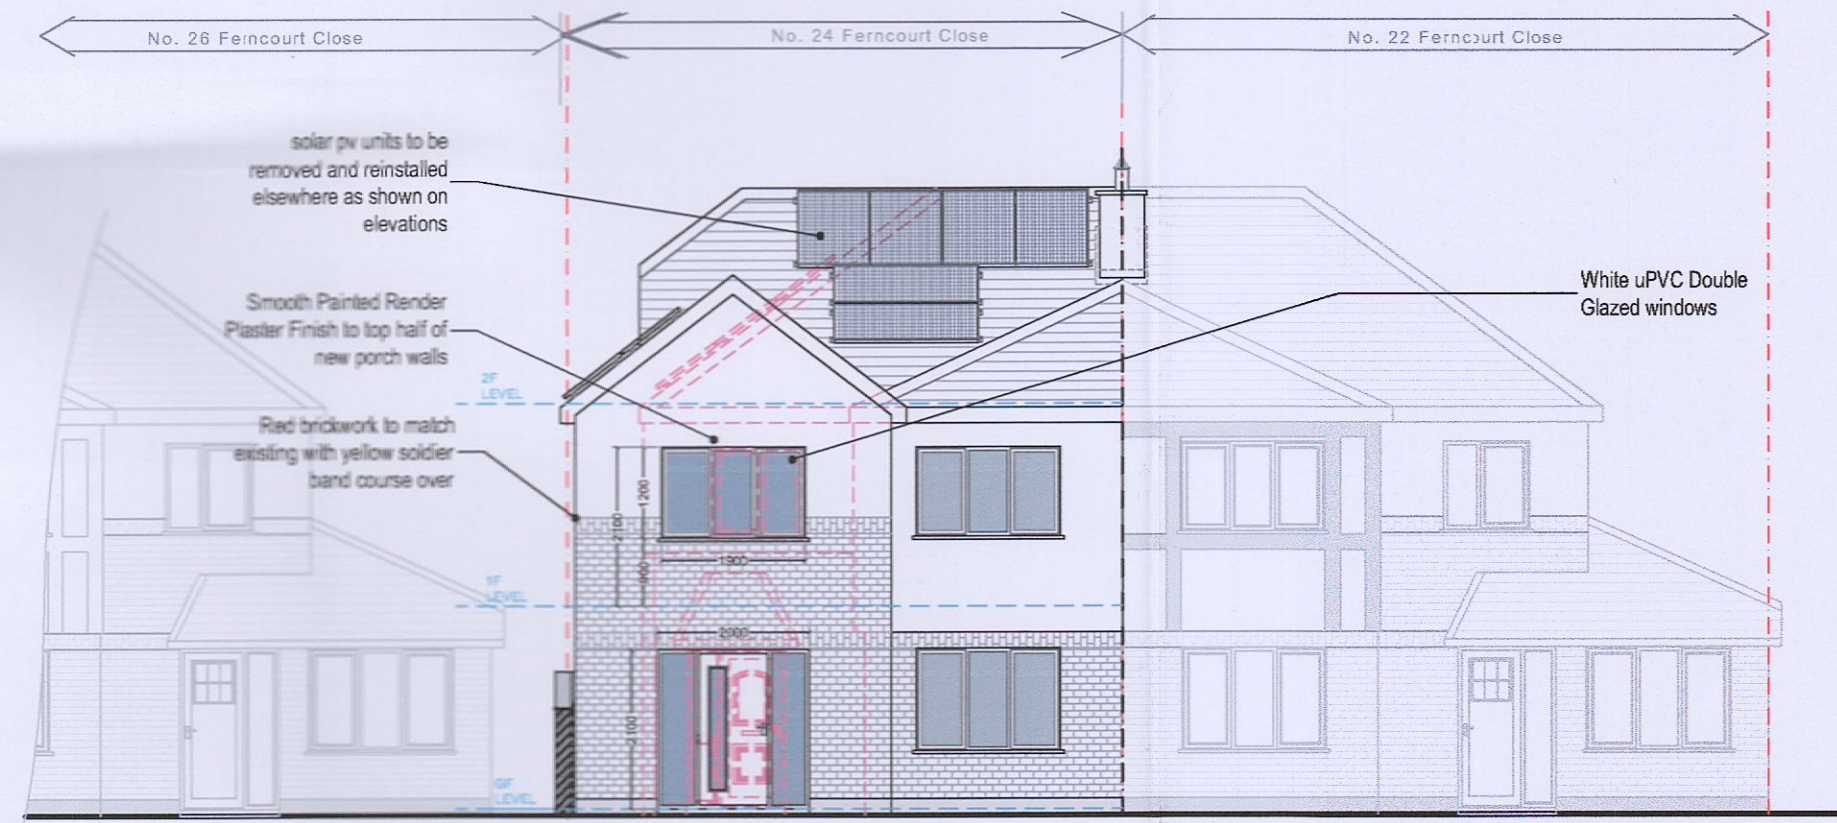 No. 26 Ferncourt Close
No. 24 Ferncourt Close
No. 22 Ferncourt Close
solar pv units to be
removed and reinstalled
elsewhere as shown on
elevations
Smooth Painted Render
Plaster Finish to top half of
new porch walls
Red brickwork to match
existing with yellow soldier
band course over
White uPVC Double
Glazed windows
2F
LEVEL
1F
LEVEL
GF
LEVEL
2100
1200
900
1900
2000
2100